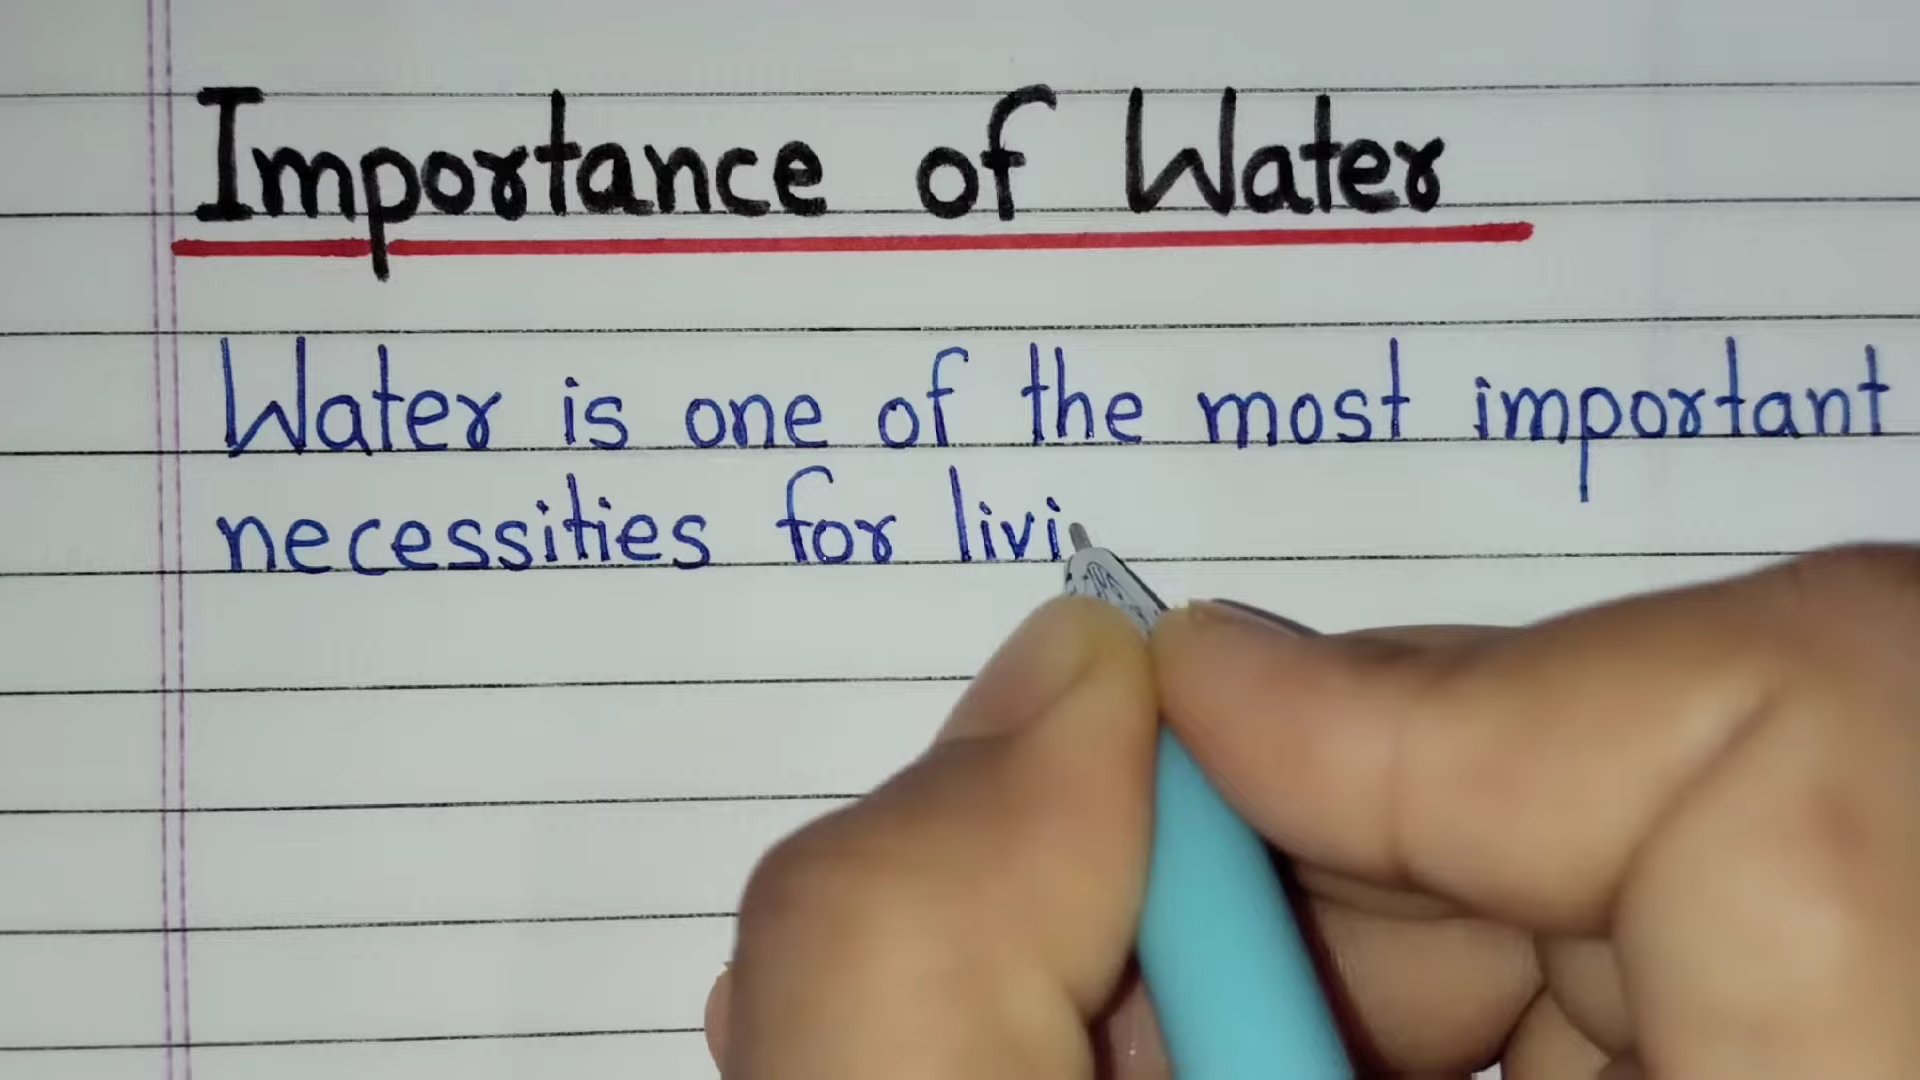 Importance of Water
Water is one of the most important
necessities for livi